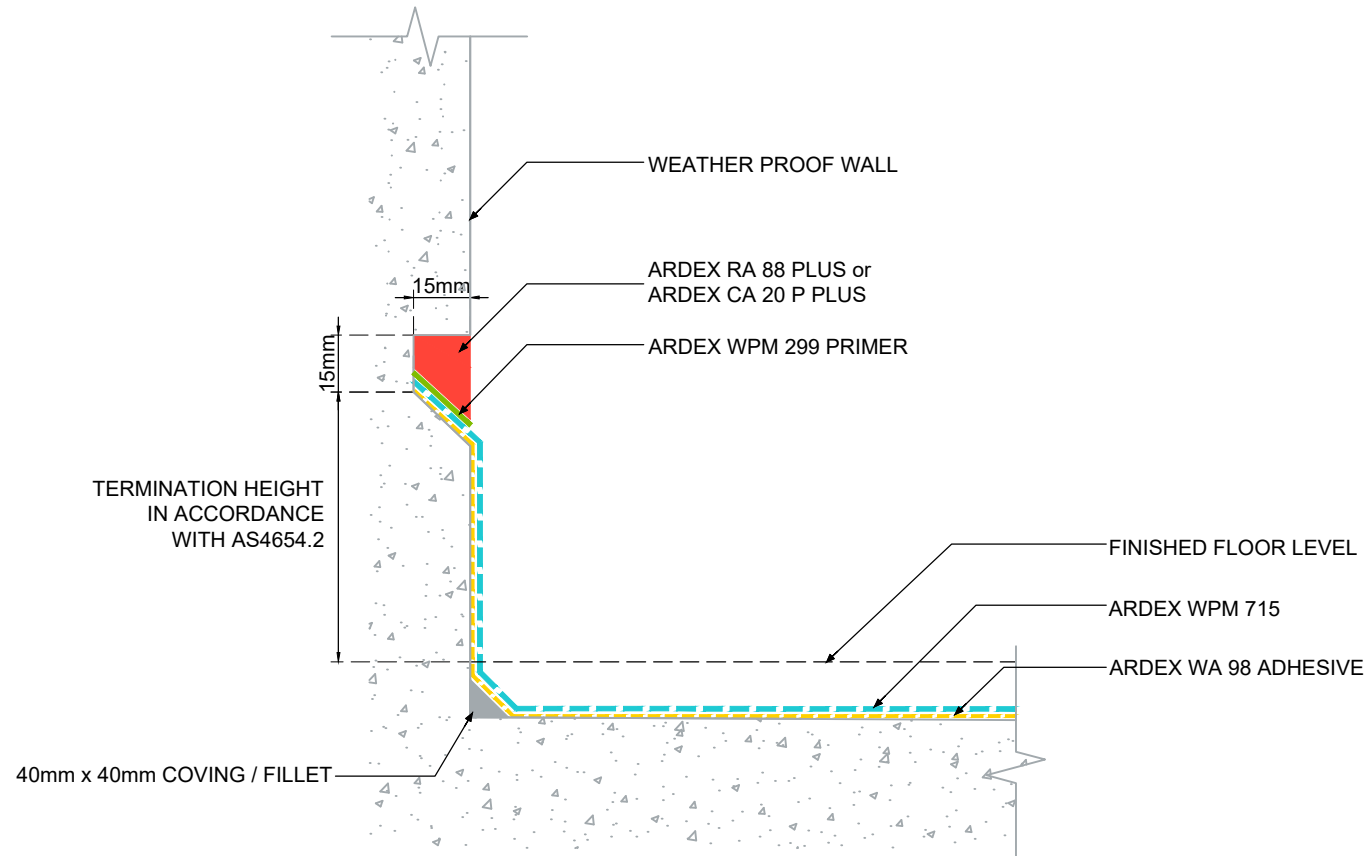 WEATHER PROOF WALL
ARDEX RA 88 PLUS or
ARDEX CA 20 P PLUS
15mm
ARDEX WPM 299 PRIMER
15mm
TERMINATION HEIGHT
IN ACCORDANCE
WITH AS4654.2
FINISHED FLOOR LEVEL
ARDEX WPM 715
ARDEX WA 98 ADHESIVE
40mm x 40mm COVING / FILLET